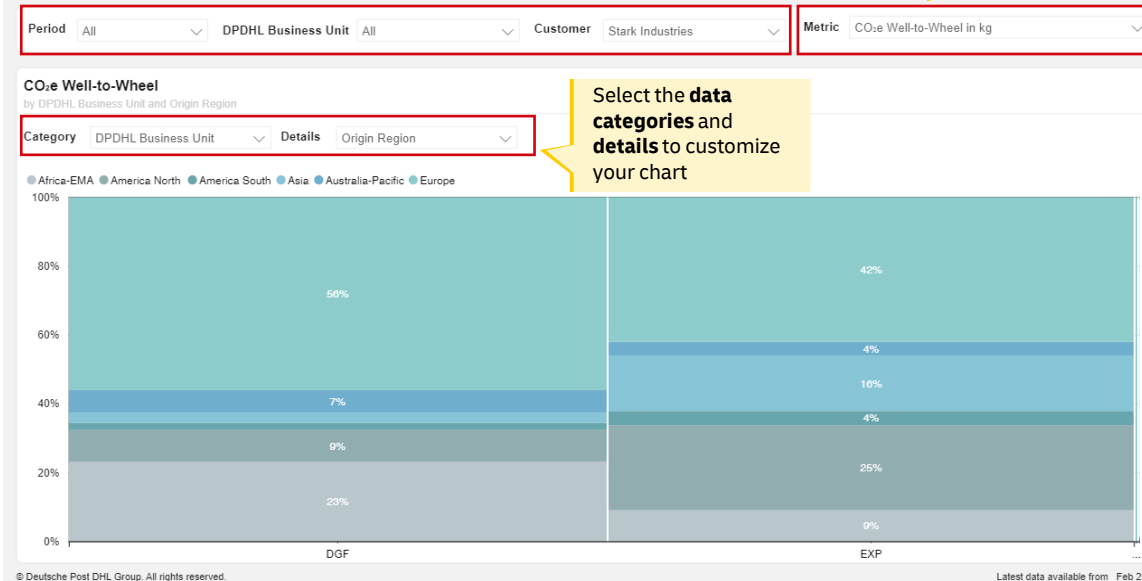 Period All DPDHL Business Unit All Customer Stark Industries Metric CO₂e Well-to-Wheel in kg
CO₂e Well-to-Wheel
by DPDHL Business Unit and Origin Region
Category DPDHL Business Unit Details Origin Region
Select the data
categories and
details to customize
your chart
Africa-EMA America North America South Asia Australia-Pacific Europe
100%
80%
60%
40%
20%
0%
56%
7%
9%
23%
42%
4%
16%
4%
25%
9%
DGF EXP ...
© Deutsche Post DHL Group. All rights reserved. Latest data available from Feb 2